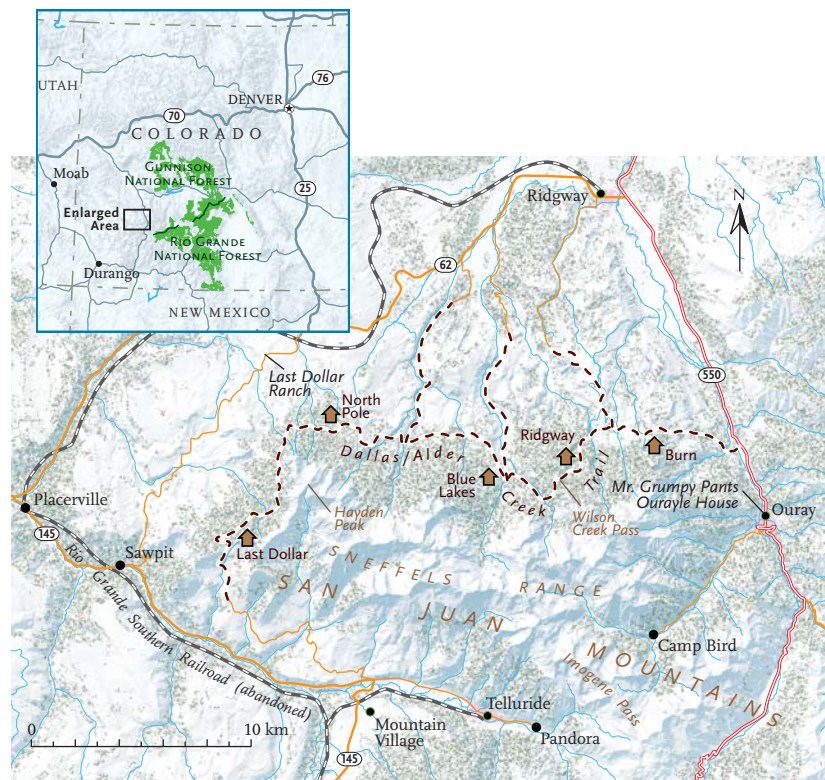 UTAH
76
DENVER
70
COLORADO
GUNNISON
NATIONAL FOREST
Moab
25
Enlarged
Area
RIO GRANDE
NATIONAL FOREST
Durango
NEW MEXICO
Ridgway
N
62
550
Last Dollar
Ranch
North
Pole
Dallas/Alder
Creek
Trail
Ridgway
Burn
Blue
Lakes
Mr. Grumpy Pants
Ourayle House
Ouray
Placerville
Hayden
Peak
Wilson
Creek Pass
145
Sawpit
Last Dollar
SNEFFELS RANGE
SAN JUAN MOUNTAINS
Rio Grande Southern Railroad (abandoned)
Camp Bird
Imogene Pass
Telluride
Mountain
Village
Pandora
0
10 km
145